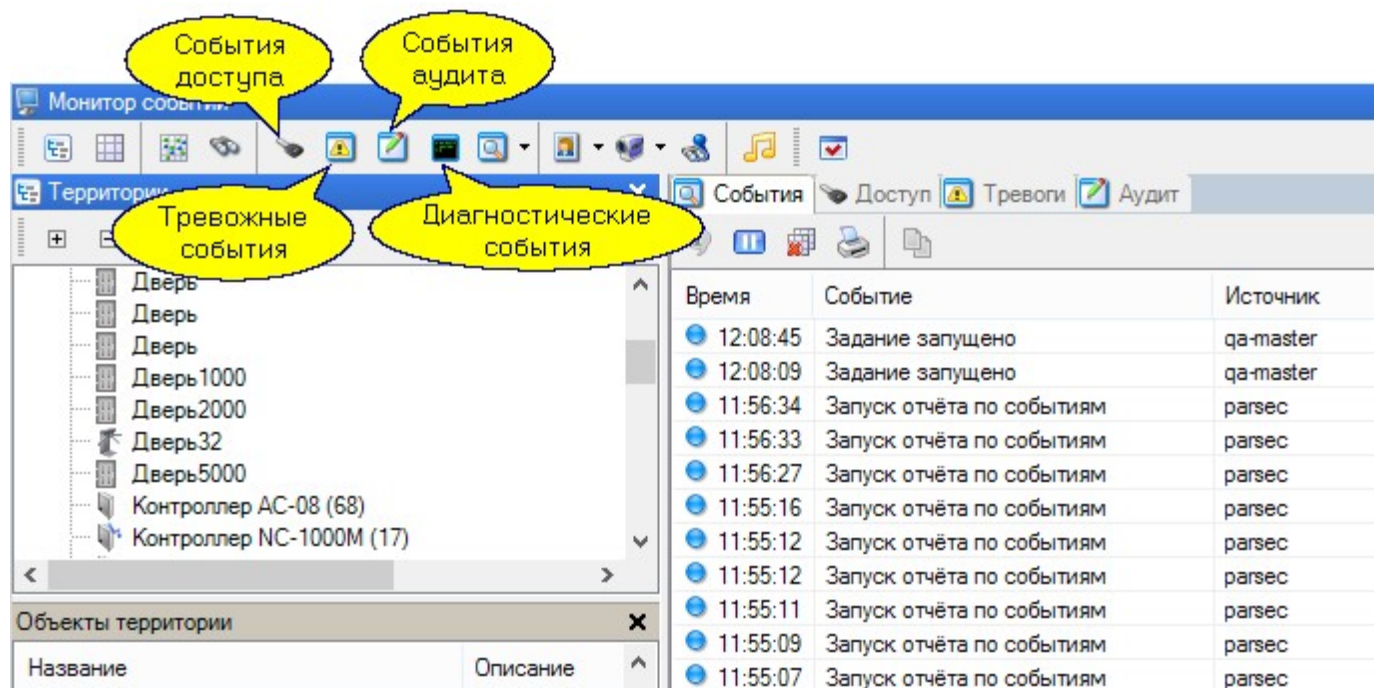 События
доступа
События
аудита
Монитор событий
Территории
Тревожные
события
Диагностические
события
События Доступ Тревоги Аудит
Дверь
Дверь
Дверь
Дверь1000
Дверь2000
Дверь32
Дверь5000
Контроллер AC-08 (68)
Контроллер NC-1000M (17)
Объекты территории
Название Описание
Время Событие Источник
12:08:45 Задание запущено qa-master
12:08:09 Задание запущено qa-master
11:56:34 Запуск отчёта по событиям parsec
11:56:33 Запуск отчёта по событиям parsec
11:56:27 Запуск отчёта по событиям parsec
11:55:16 Запуск отчёта по событиям parsec
11:55:12 Запуск отчёта по событиям parsec
11:55:12 Запуск отчёта по событиям parsec
11:55:11 Запуск отчёта по событиям parsec
11:55:09 Запуск отчёта по событиям parsec
11:55:07 Запуск отчёта по событиям parsec